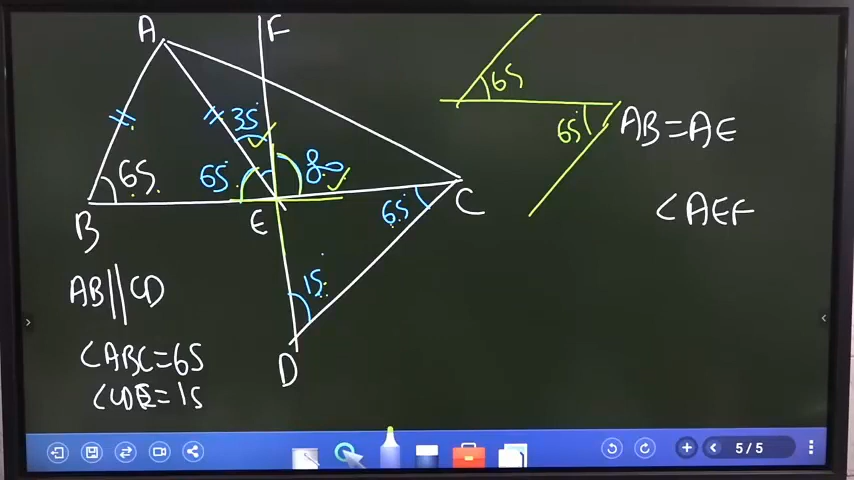 A
F
65
35
65
80
B
E
C
65
15
D
AB||CD
<ABC=65
<CDE=15
65
65
AB=AE
<AEF
5/5